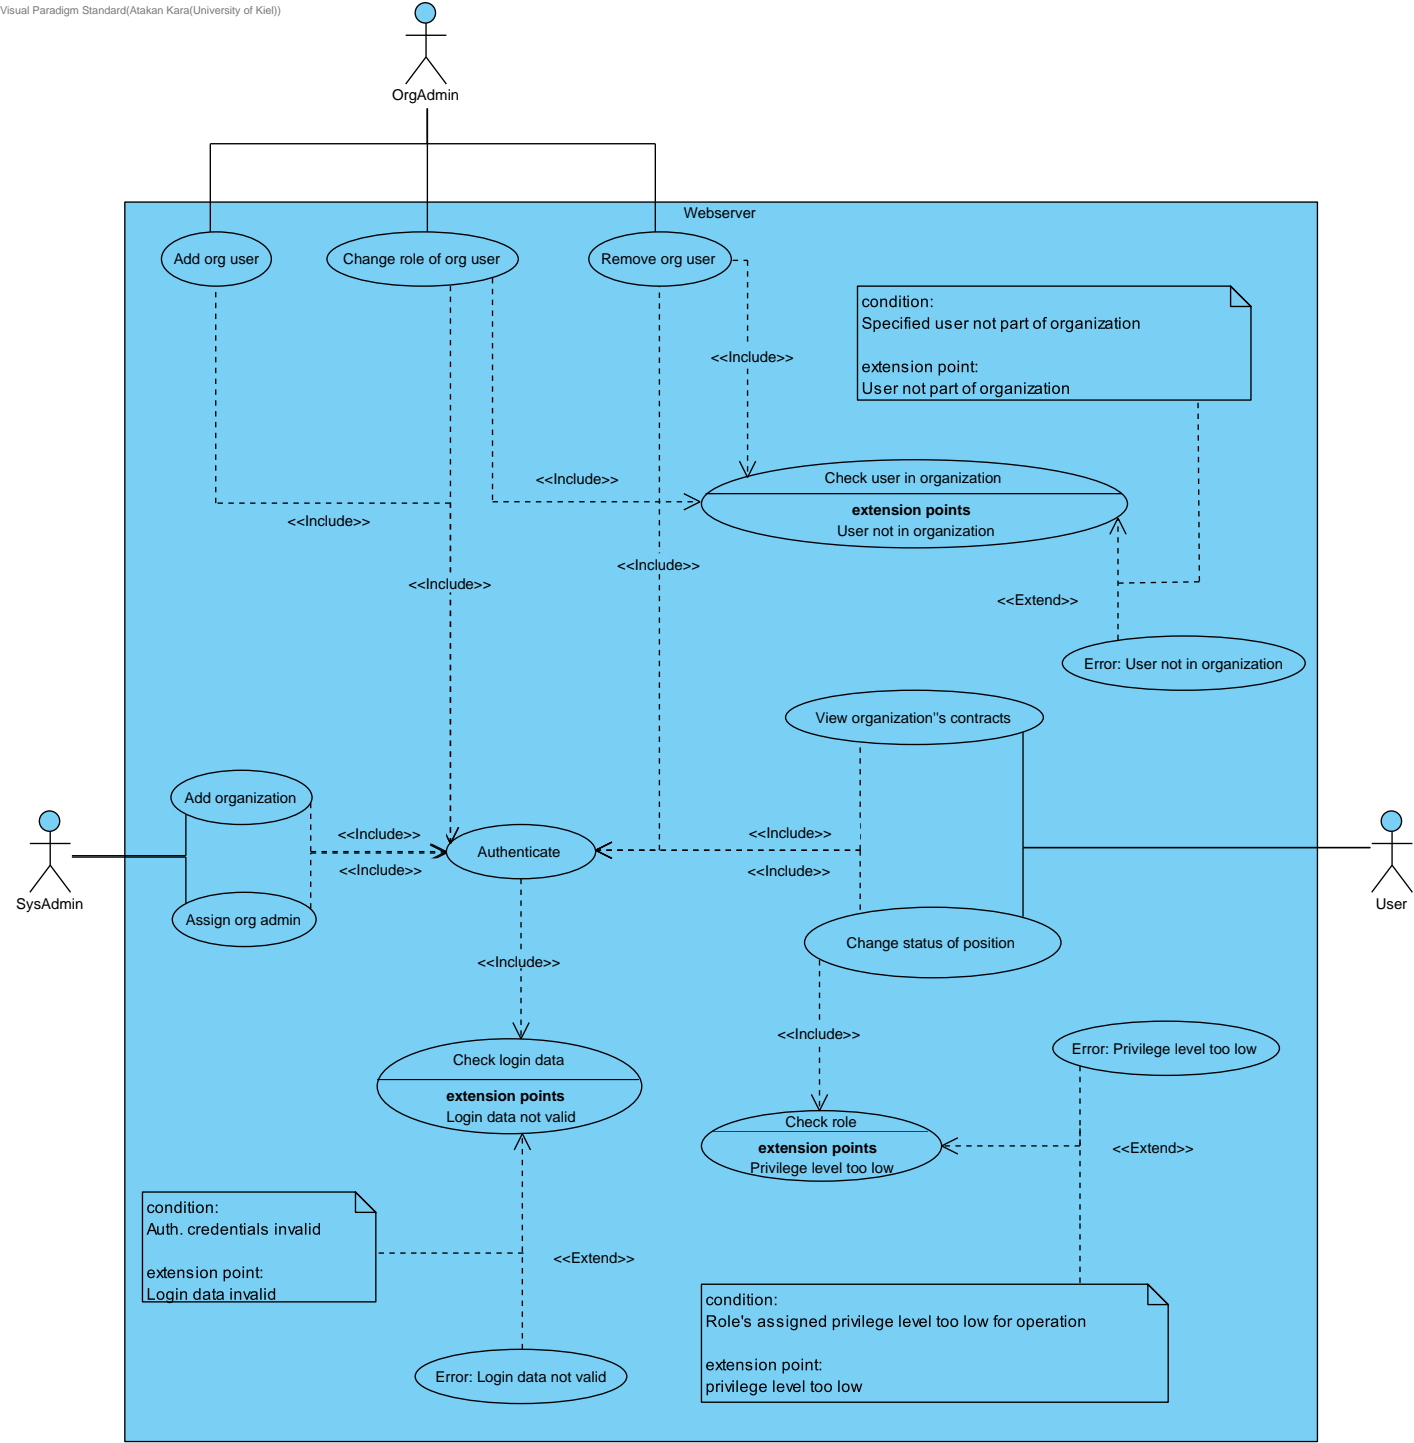 Visual Paradigm Standard(Atakan Kara(University of Kiel))
OrgAdmin
Webserver
Add org user
Change role of org user
Remove org user
condition:
Specified user not part of organization
extension point:
User not part of organization
<<Include>>
Check user in organization
extension points
User not in organization
<<Include>>
<<Include>>
<<Include>>
<<Include>>
<<Extend>>
Error: User not in organization
View organization"s contracts
Add organization
<<Include>>
<<Include>>
Authenticate
<<Include>>
<<Include>>
SysAdmin
User
Assign org admin
Change status of position
<<Include>>
<<Include>>
Check login data
extension points
Login data not valid
Error: Privilege level too low
Check role
extension points
Privilege level too low
<<Extend>>
condition:
Auth. credentials invalid
extension point:
Login data invalid
<<Extend>>
condition:
Role's assigned privilege level too low for operation
extension point:
privilege level too low
Error: Login data not valid